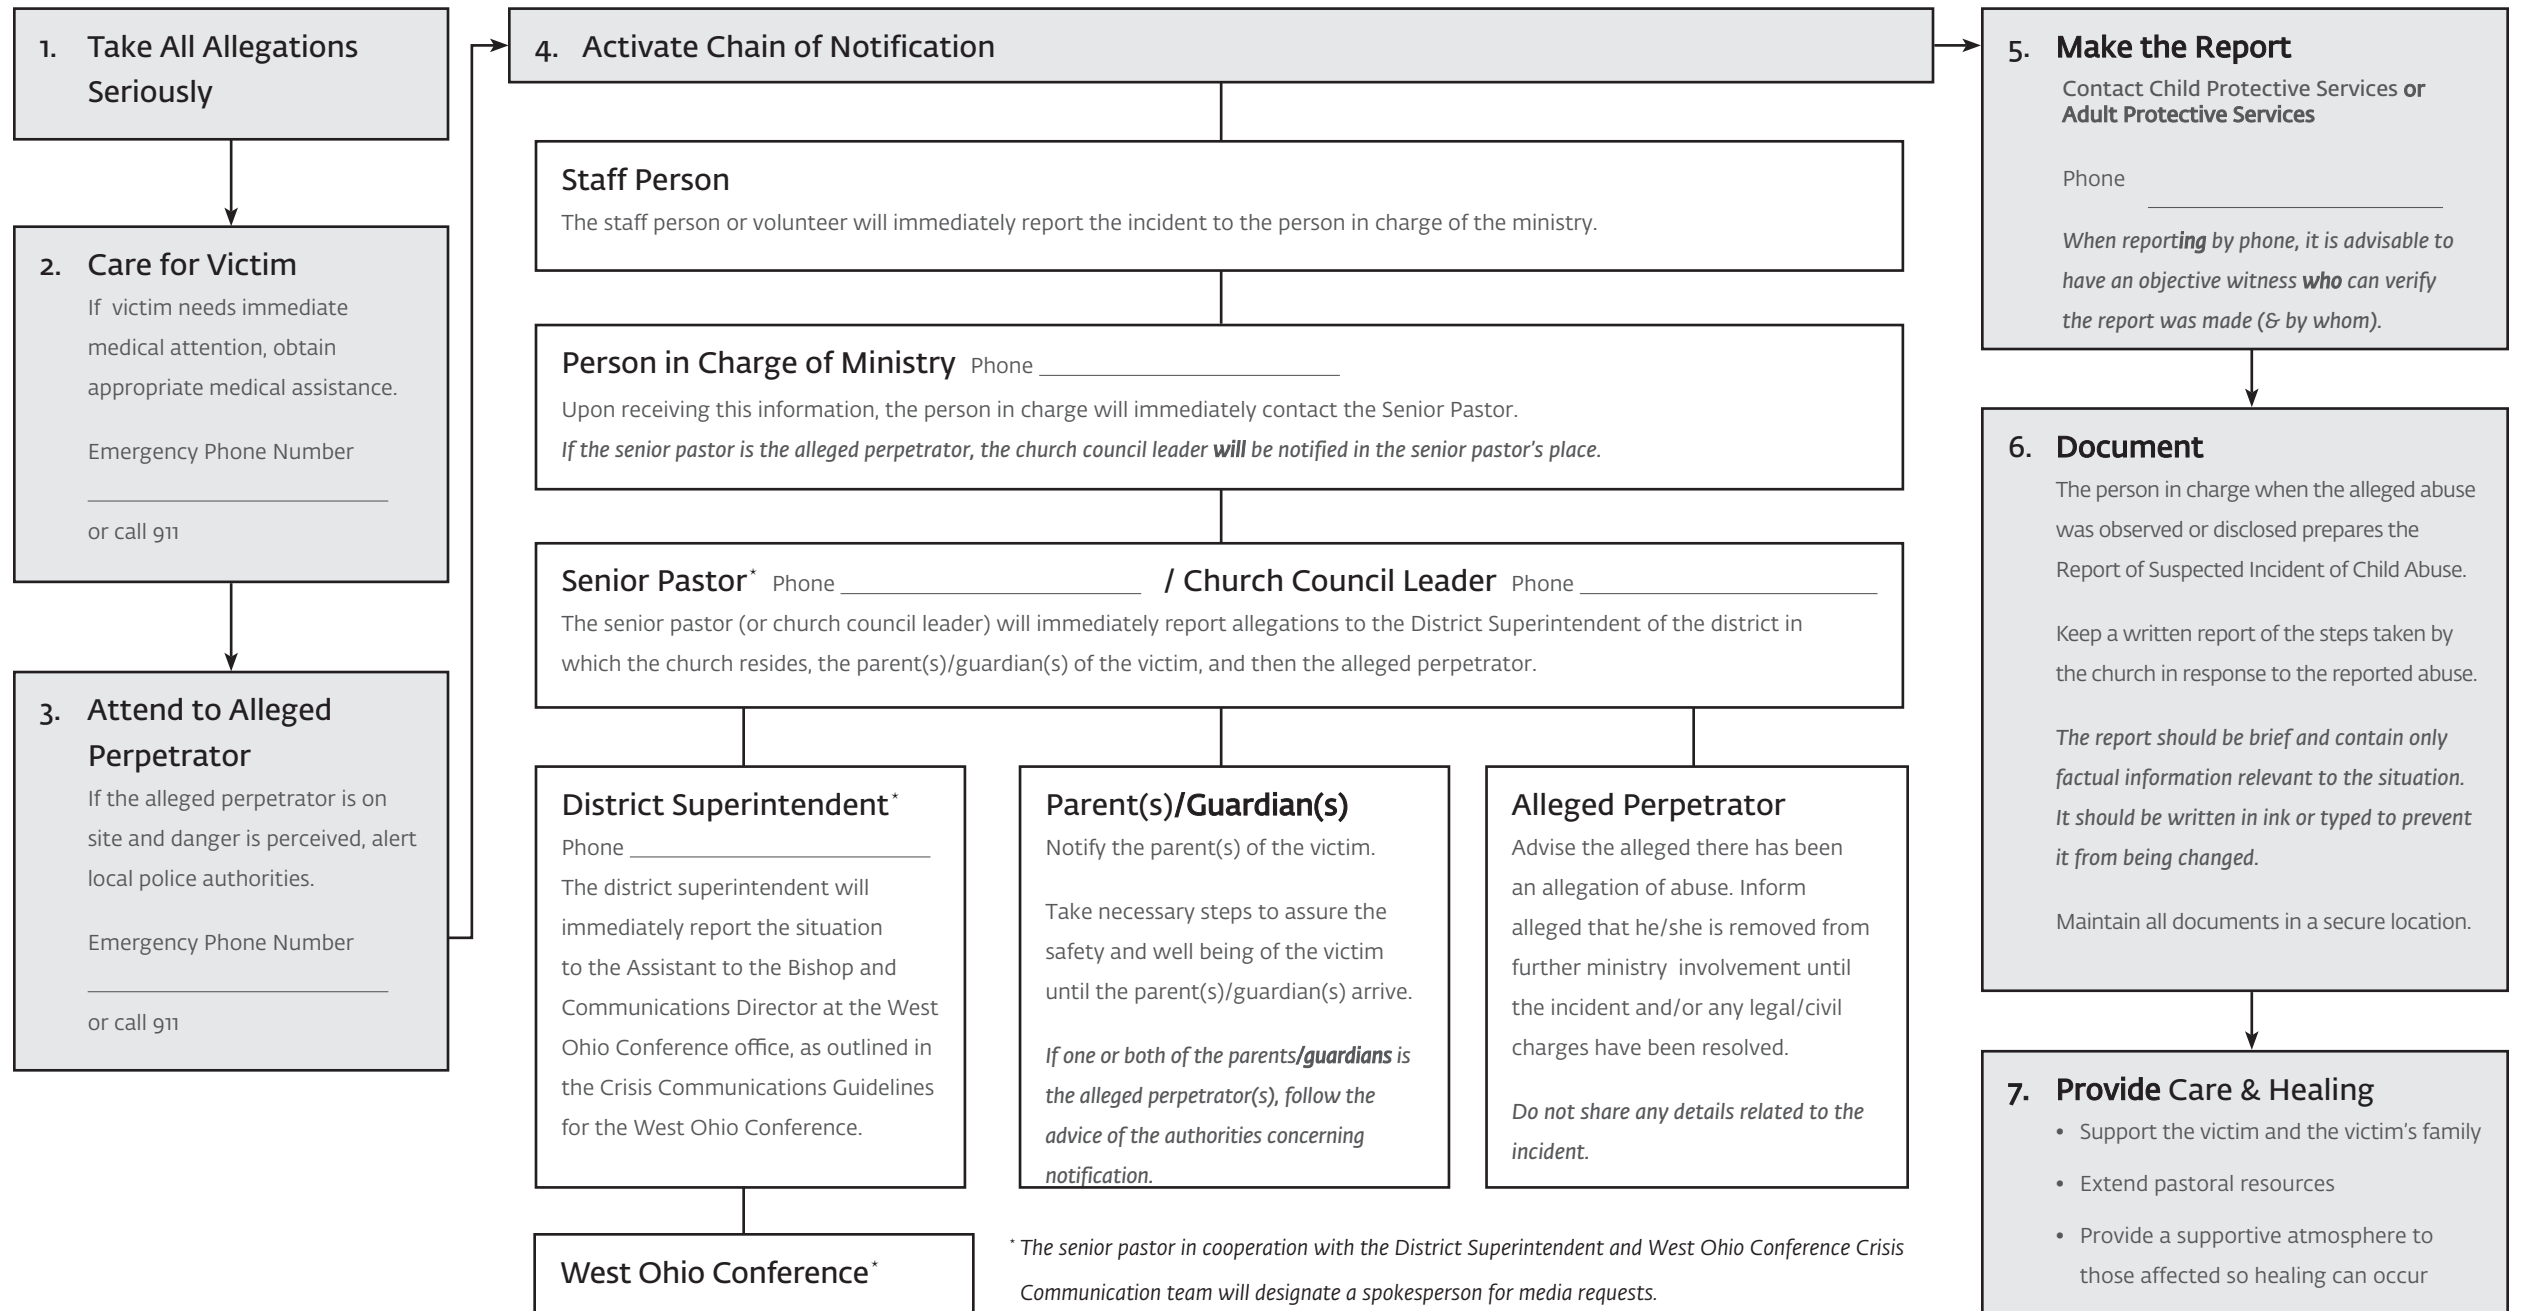 1. Take All Allegations
Seriously
2. Care for Victim
If  victim needs immediate
medical attention, obtain
appropriate medical assistance.
Emergency Phone Number
or call 911
3. Attend to Alleged
Perpetrator
If the alleged perpetrator is on
site and danger is perceived, alert
local police authorities.
Emergency Phone Number
or call 911
4. Activate Chain of Notification
Staff Person
The staff person or volunteer will immediately report the incident to the person in charge of the ministry.
Person in Charge of Ministry Phone
Upon receiving this information, the person in charge will immediately contact the Senior Pastor.
If the senior pastor is the alleged perpetrator, the church council leader will be notified in the senior pastor's place.
Senior Pastor* Phone / Church Council Leader Phone
The senior pastor (or church council leader) will immediately report allegations to the District Superintendent of the district in
which the church resides, the parent(s)/guardian(s) of the victim, and then the alleged perpetrator.
District Superintendent*
Phone
The district superintendent will
immediately report the situation
to the Assistant to the Bishop and
Communications Director at the West
Ohio Conference office, as outlined in
the Crisis Communications Guidelines
for the West Ohio Conference.
Parent(s)/Guardian(s)
Notify the parent(s) of the victim.
Take necessary steps to assure the
safety and well being of the victim
until the parent(s)/guardian(s) arrive.
If one or both of the parents/guardians is
the alleged perpetrator(s), follow the
advice of the authorities concerning
notification.
Alleged Perpetrator
Advise the alleged there has been
an allegation of abuse. Inform
alleged that he/she is removed from
further ministry  involvement until
the incident and/or any legal/civil
charges have been resolved.
Do not share any details related to the
incident.
West Ohio Conference*
* The senior pastor in cooperation with the District Superintendent and West Ohio Conference Crisis
Communication team will designate a spokesperson for media requests.
5. Make the Report
Contact Child Protective Services or
Adult Protective Services
Phone
When reporting by phone, it is advisable to
have an objective witness who can verify
the report was made (& by whom).
6. Document
The person in charge when the alleged abuse
was observed or disclosed prepares the
Report of Suspected Incident of Child Abuse.
Keep a written report of the steps taken by
the church in response to the reported abuse.
The report should be brief and contain only
factual information relevant to the situation.
It should be written in ink or typed to prevent
it from being changed.
Maintain all documents in a secure location.
7. Provide Care & Healing
• Support the victim and the victim's family
• Extend pastoral resources
• Provide a supportive atmosphere to
those affected so healing can occur